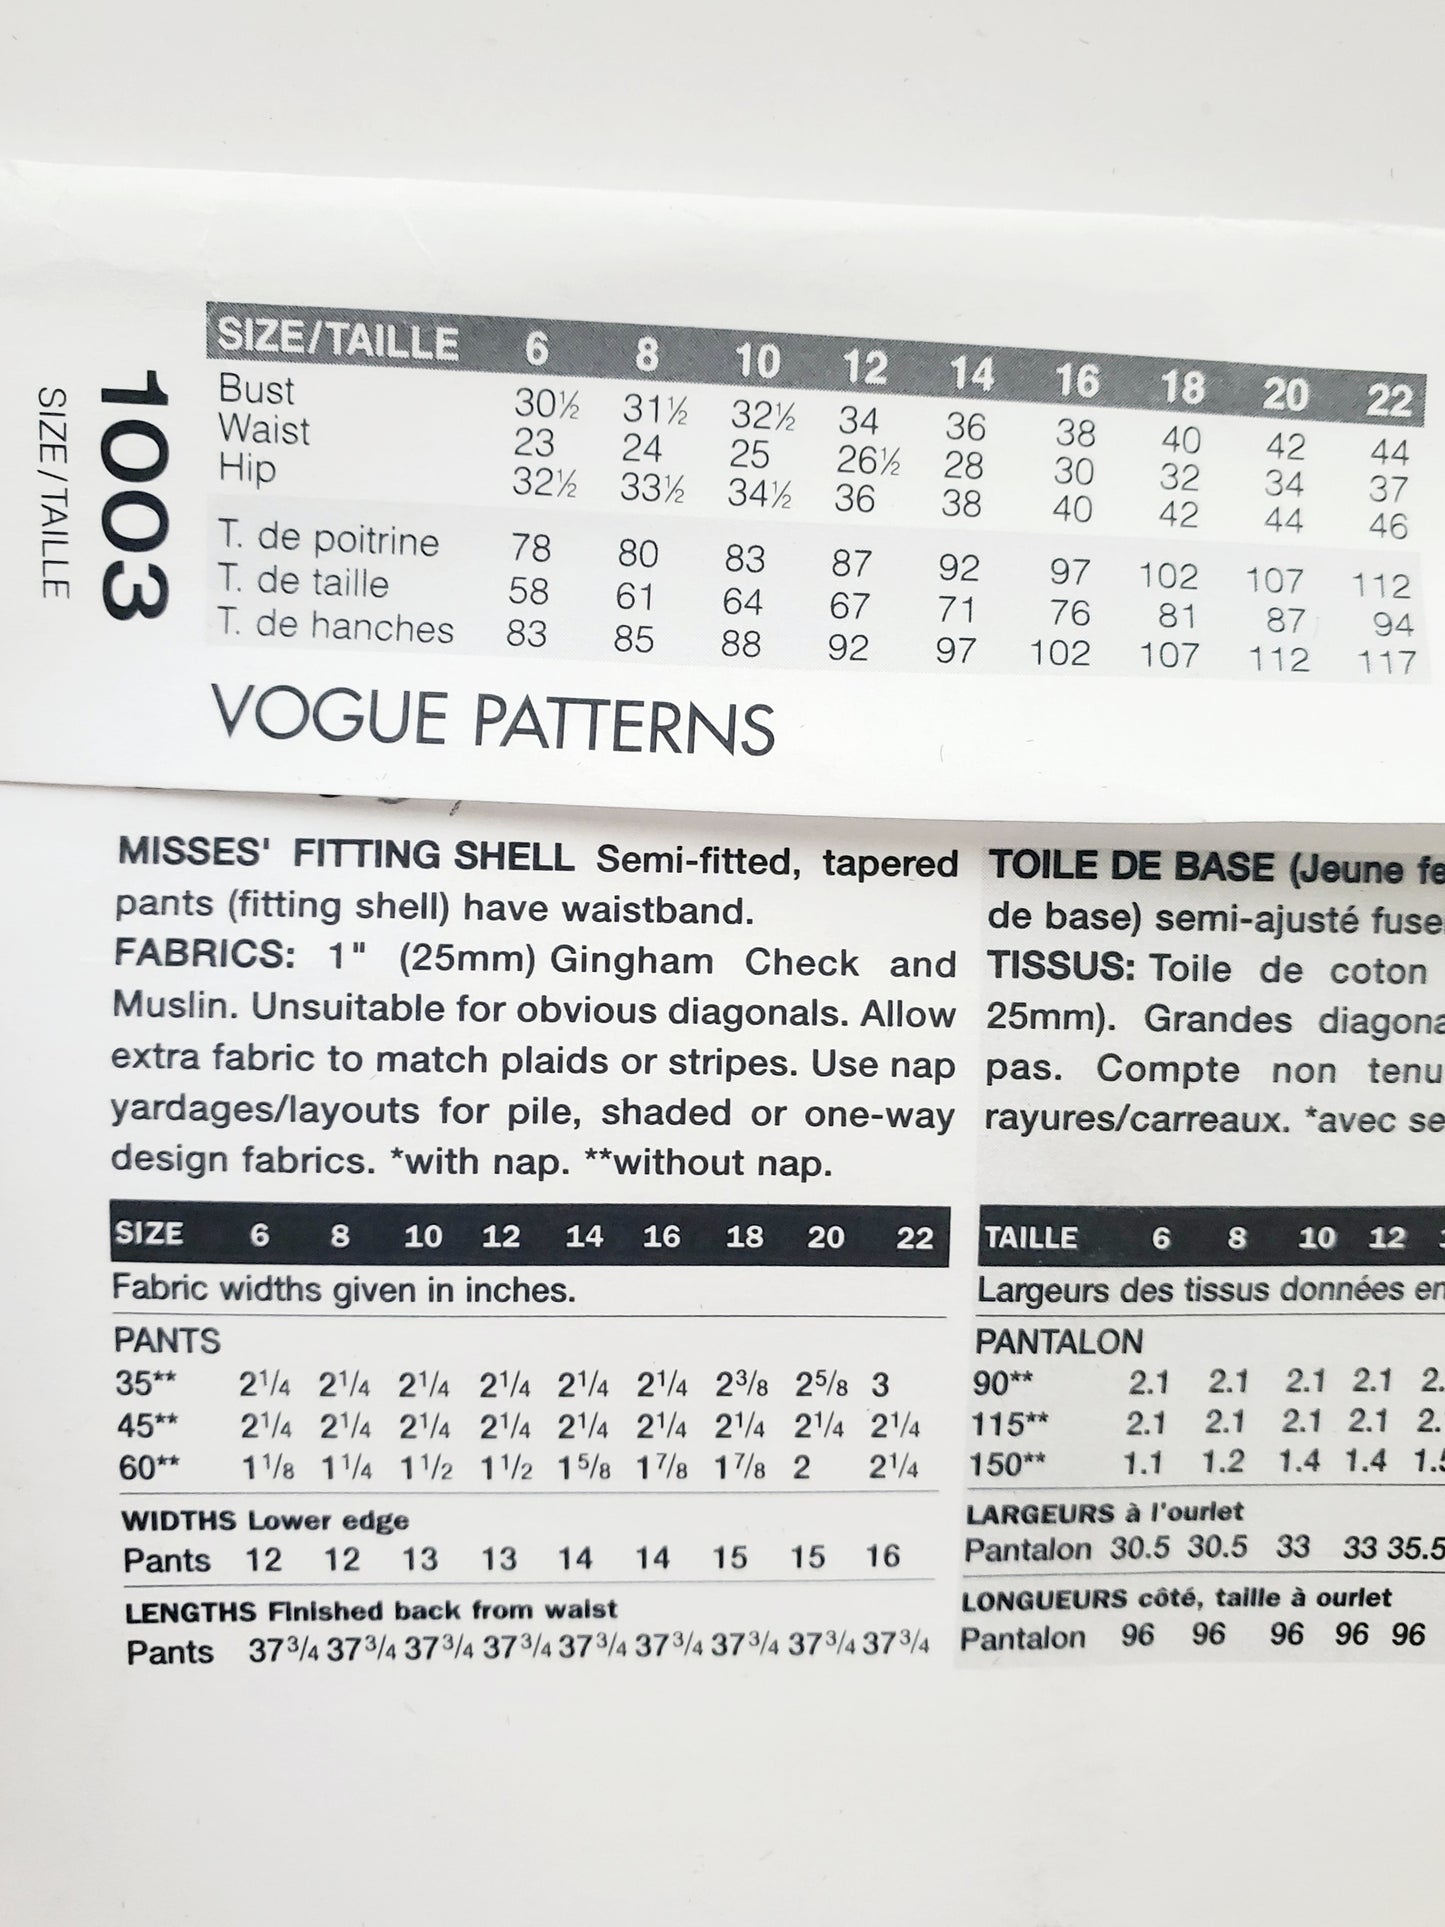 SIZE/TAILLE
1003
SIZE/TAILLE 6 8 10 12 14 16 18 20 22
Bust 30½ 31½ 32½ 34 36 38 40 42 44
Waist 23 24 25 26½ 28 30 32 34 37
Hip 32½ 33½ 34½ 36 38 40 42 44 46
T. de poitrine 78 80 83 87 92 97 102 107 112
T. de taille 58 61 64 67 71 76 81 87 94
T. de hanches 83 85 88 92 97 102 107 112 117
VOGUE PATTERNS
MISSES' FITTING SHELL Semi-fitted, tapered
pants (fitting shell) have waistband.
FABRICS: 1" (25mm) Gingham Check and
Muslin. Unsuitable for obvious diagonals. Allow
extra fabric to match plaids or stripes. Use nap
yardages/layouts for pile, shaded or one-way
design fabrics. *with nap. **without nap.
SIZE 6 8 10 12 14 16 18 20 22
Fabric widths given in inches.
PANTS
35** 2¼ 2¼ 2¼ 2¼ 2¼ 2¼ 2⅜ 2⅝ 3
45** 2¼ 2¼ 2¼ 2¼ 2¼ 2¼ 2¼ 2¼ 2¼
60** 1⅛ 1¼ 1½ 1½ 1⅝ 1⅞ 1⅞ 2 2¼
WIDTHS Lower edge
Pants 12 12 13 13 14 14 15 15 16
LENGTHS Finished back from waist
Pants 37¾ 37¾ 37¾ 37¾ 37¾ 37¾ 37¾ 37¾ 37¾
TOILE DE BASE (Jeune fe
de base) semi-ajusté fuse
TISSUS: Toile de coton
25mm). Grandes diagona
pas. Compte non tenu
rayures/carreaux. *avec se
TAILLE 6 8 10 12
Largeurs des tissus données en
PANTALON
90** 2.1 2.1 2.1 2.1 2.
115** 2.1 2.1 2.1 2.1 2.
150** 1.1 1.2 1.4 1.4 1.5
LARGEURS à l'ourlet
Pantalon 30.5 30.5 33 33 35.5
LONGUEURS côté, taille à ourlet
Pantalon 96 96 96 96 96